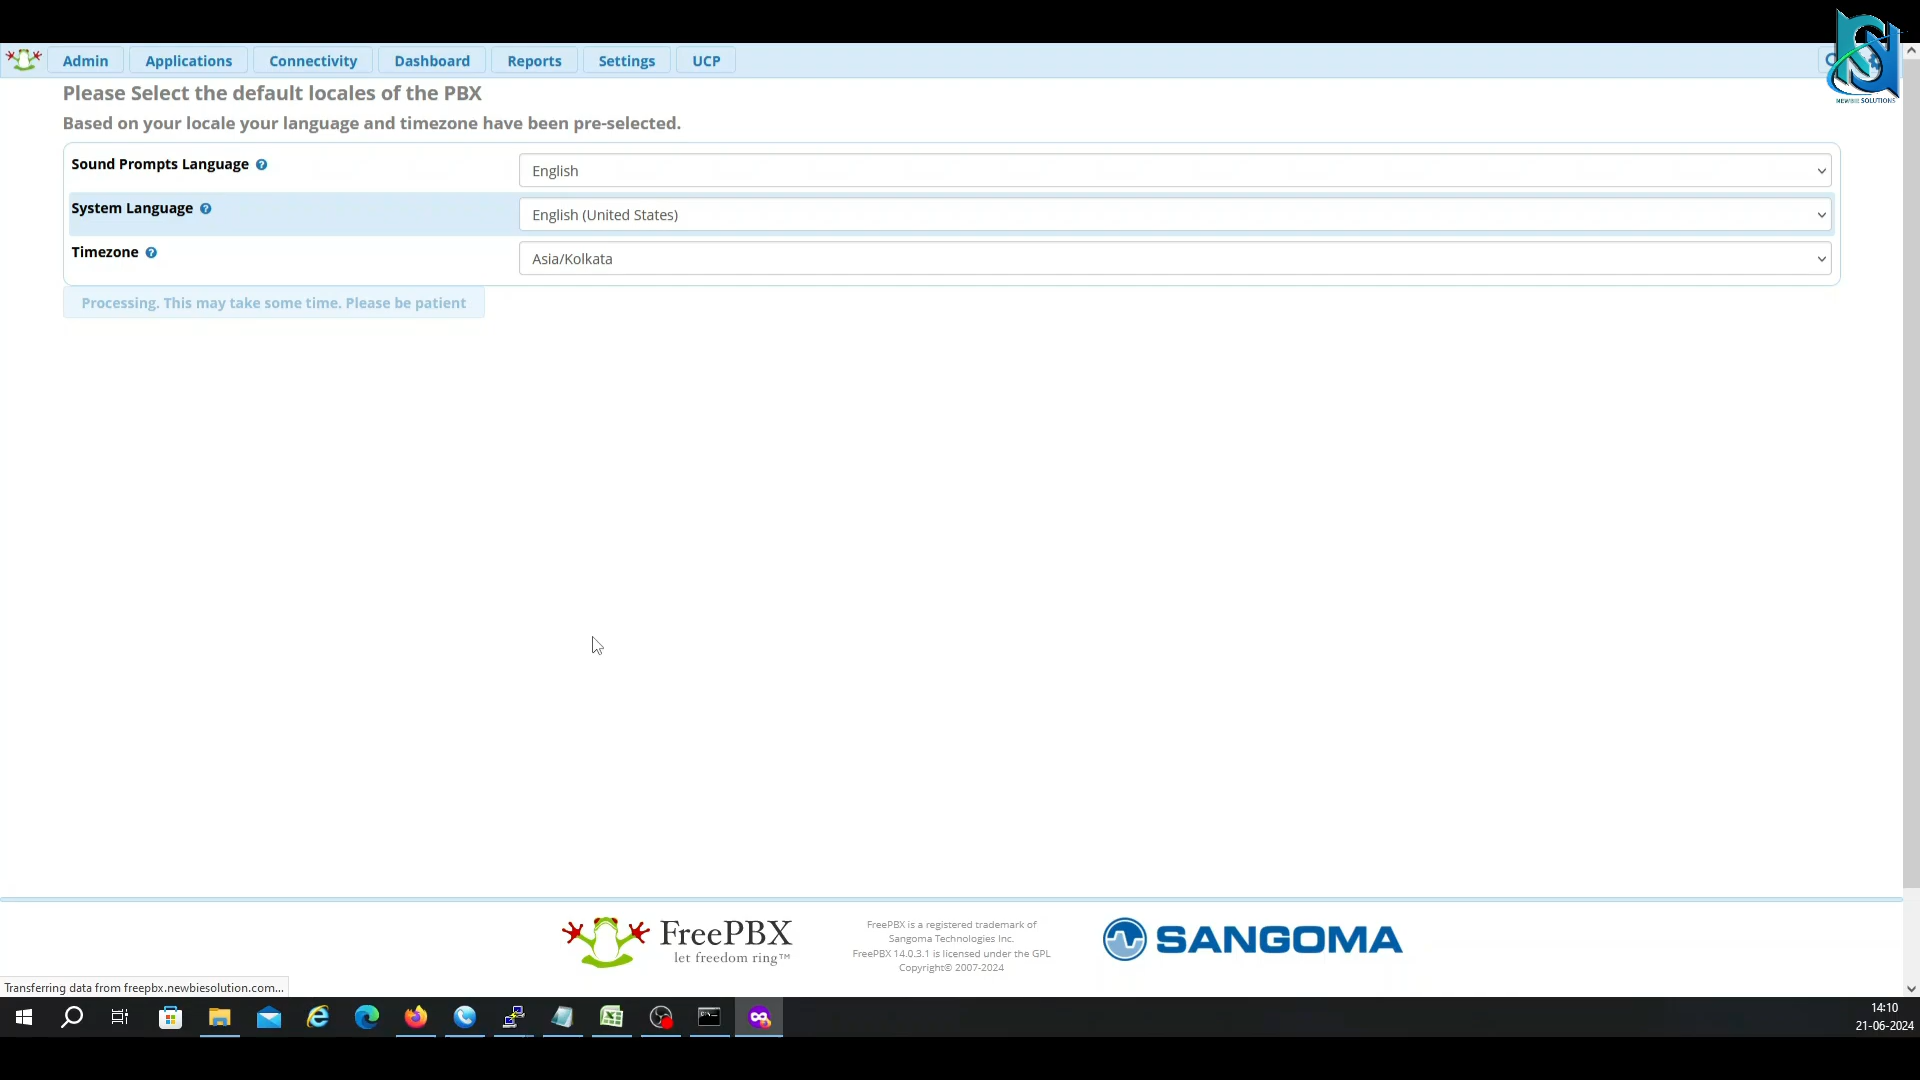 Admin
Applications
Connectivity
Dashboard
Reports
Settings
UCP
NEWBIE SOLUTIONS
Please Select the default locales of the PBX
Based on your locale your language and timezone have been pre-selected.
Sound Prompts Language
English
System Language
English (United States)
Timezone
Asia/Kolkata
Processing. This may take some time. Please be patient
FreePBX
let freedom ring™
FreePBX is a registered trademark of
Sangoma Technologies Inc.
FreePBX 14.0.3.1 is licensed under the GPL
Copyright© 2007-2024
SANGOMA
Transferring data from freepbx.newbiesolution.com...
14:10
21-06-2024